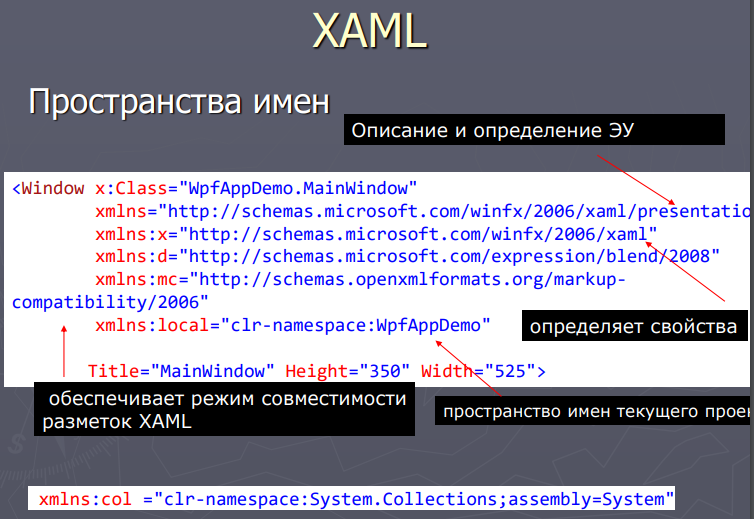 XAML
Пространства имен
Описание и определение ЭУ
<Window x:Class="WpfAppDemo.MainWindow"
xmlns="http://schemas.microsoft.com/winfx/2006/xaml/presentatio
xmlns:x="http://schemas.microsoft.com/winfx/2006/xaml"
xmlns:d="http://schemas.microsoft.com/expression/blend/2008"
xmlns:mc="http://schemas.openxmlformats.org/markup-
compatibility/2006"
xmlns:local="clr-namespace:WpfAppDemo"
определяет свойства
Title="MainWindow" Height="350" Width="525">
обеспечивает режим совместимости
разметок XAML
пространство имен текущего проек
xmlns:col ="clr-namespace:System.Collections;assembly=System"